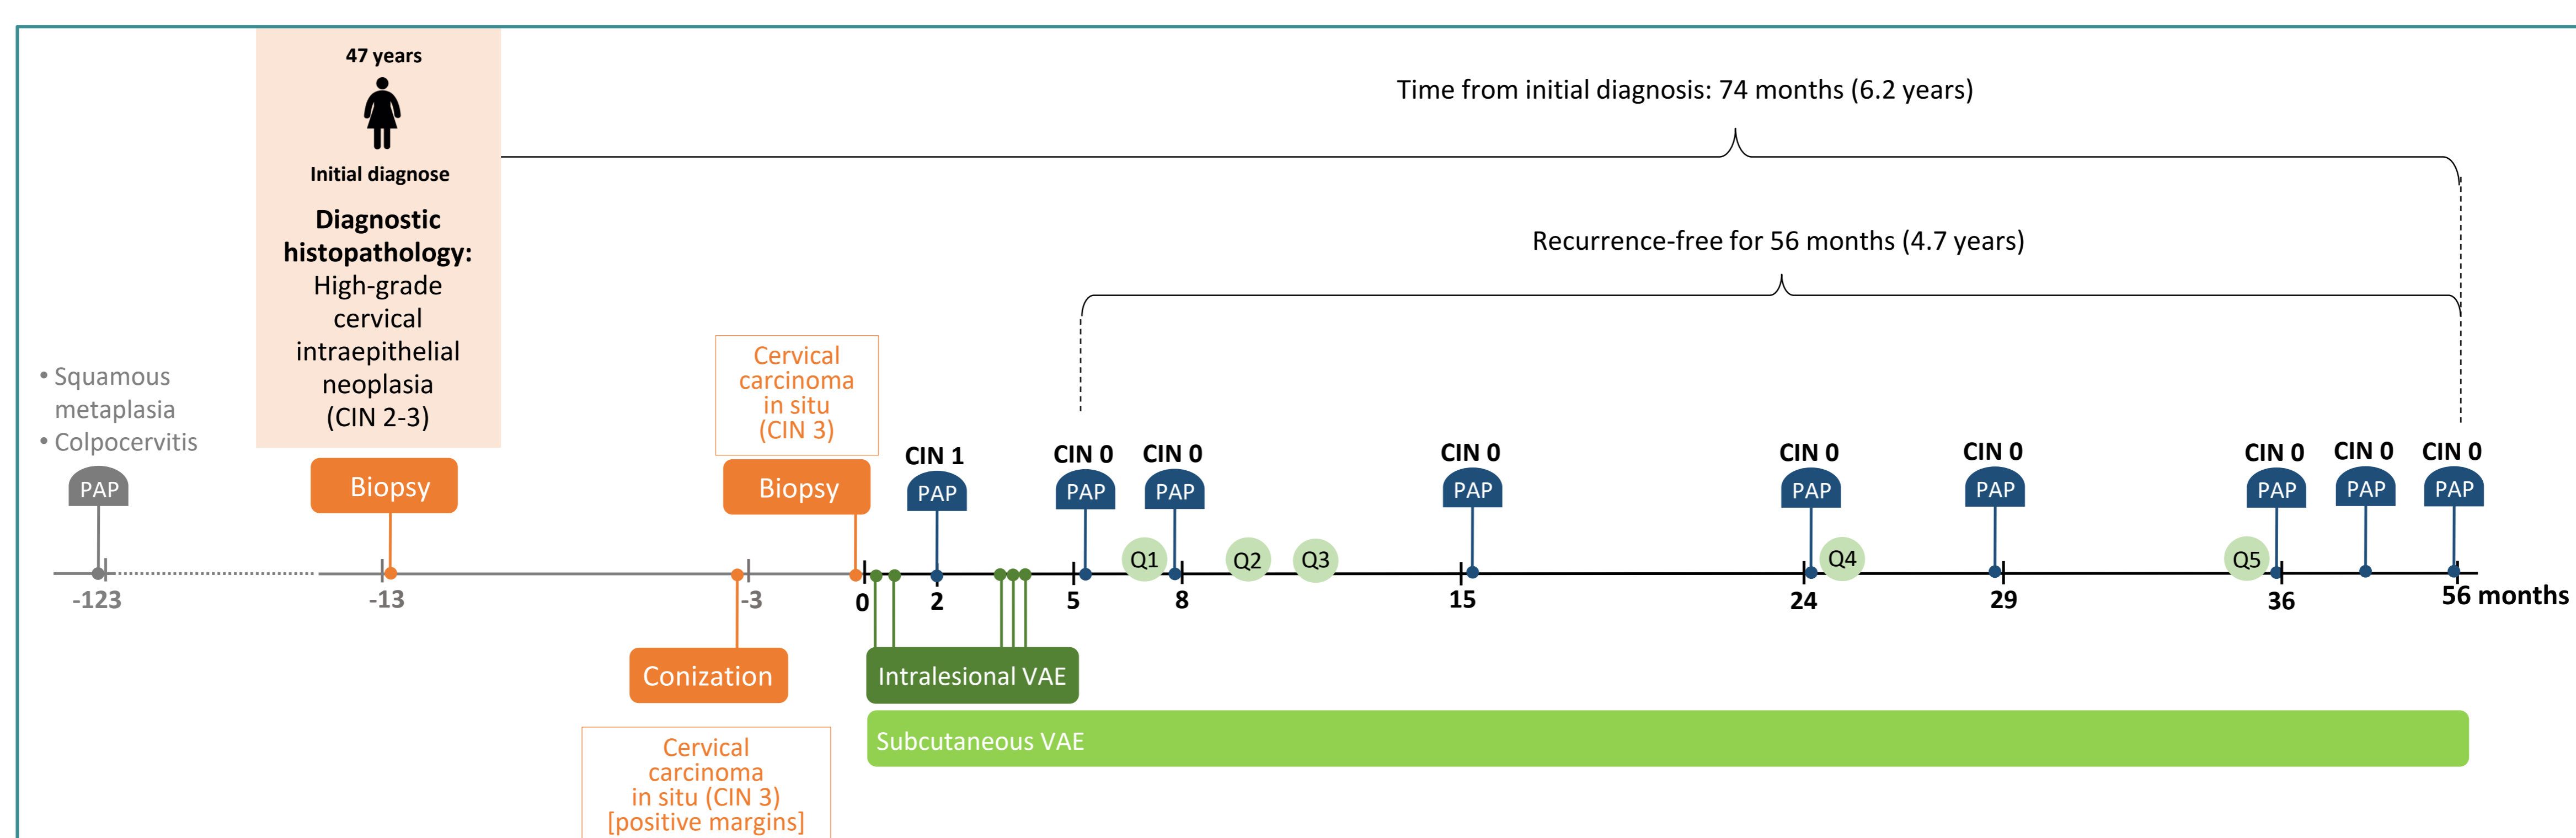 47 years
Initial diagnose
Diagnostic
histopathology:
High-grade
cervical
intraepithelial
neoplasia
(CIN 2-3)
Time from initial diagnosis: 74 months (6.2 years)
Recurrence-free for 56 months (4.7 years)
• Squamous
metaplasia
• Colpocervitis
PAP
Biopsy
Cervical
carcinoma
in situ
(CIN 3)
Biopsy
CIN 1
PAP
CIN 0
PAP
CIN 0
PAP
CIN 0
PAP
CIN 0
PAP
CIN 0
PAP
CIN 0
PAP
CIN 0
PAP
CIN 0
PAP
Q1
Q2
Q3
Q4
Q5
-123
-13
-3
0
2
5
8
15
24
29
36
56 months
Conization
Intralesional VAE
Subcutaneous VAE
Cervical
carcinoma
in situ (CIN 3)
[positive margins]